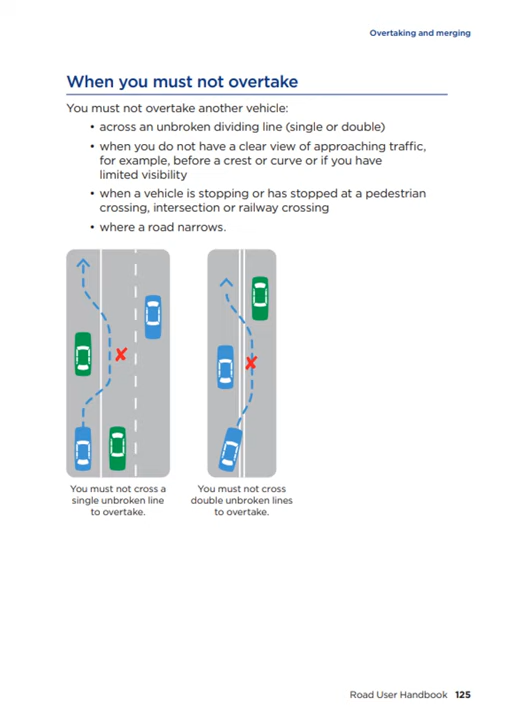 Overtaking and merging
When you must not overtake
You must not overtake another vehicle:
• across an unbroken dividing line (single or double)
• when you do not have a clear view of approaching traffic,
for example, before a crest or curve or if you have
limited visibility
• when a vehicle is stopping or has stopped at a pedestrian
crossing, intersection or railway crossing
• where a road narrows.
You must not cross a
single unbroken line
to overtake.
You must not cross
double unbroken lines
to overtake.
Road User Handbook 125